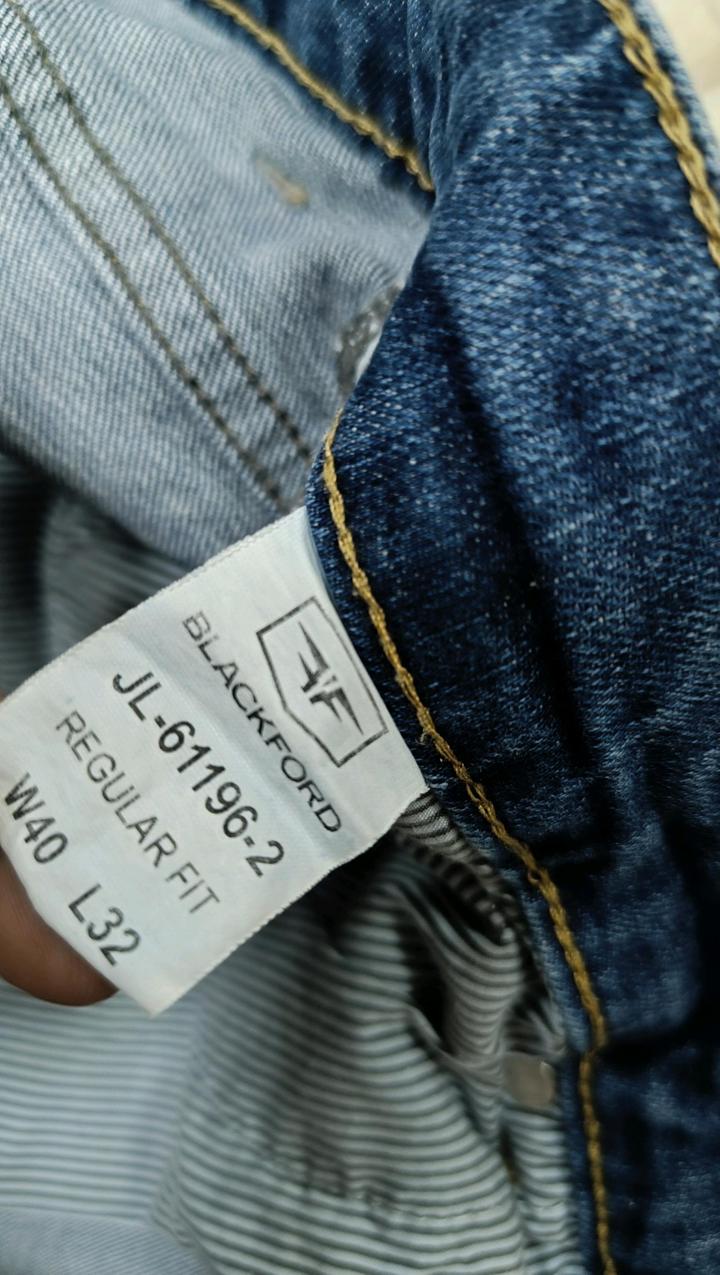 BLACKFORD
JL-61196-2
REGULAR FIT
W40 L32